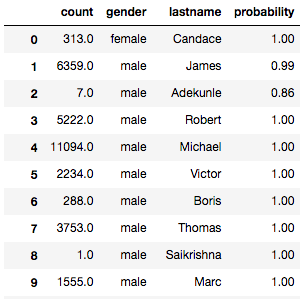 count gender lastname probability
0 313.0 female Candace 1.00
1 6359.0 male James 0.99
2 7.0 male Adekunle 0.86
3 5222.0 male Robert 1.00
4 11094.0 male Michael 1.00
5 2234.0 male Victor 1.00
6 288.0 male Boris 1.00
7 3753.0 male Thomas 1.00
8 1.0 male Saikrishna 1.00
9 1555.0 male Marc 1.00